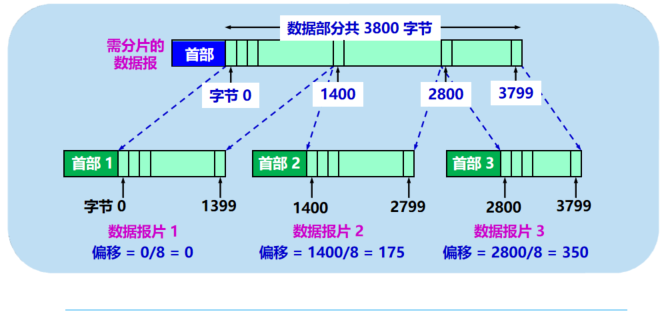 数据部分共 3800 字节
需分片的
数据报
首部
字节 0
1400
2800
3799
首部 1
首部 2
首部 3
字节 0
1399
1400
2799
2800
3799
数据报片 1
数据报片 2
数据报片 3
偏移 = 0/8 = 0
偏移 = 1400/8 = 175
偏移 = 2800/8 = 350